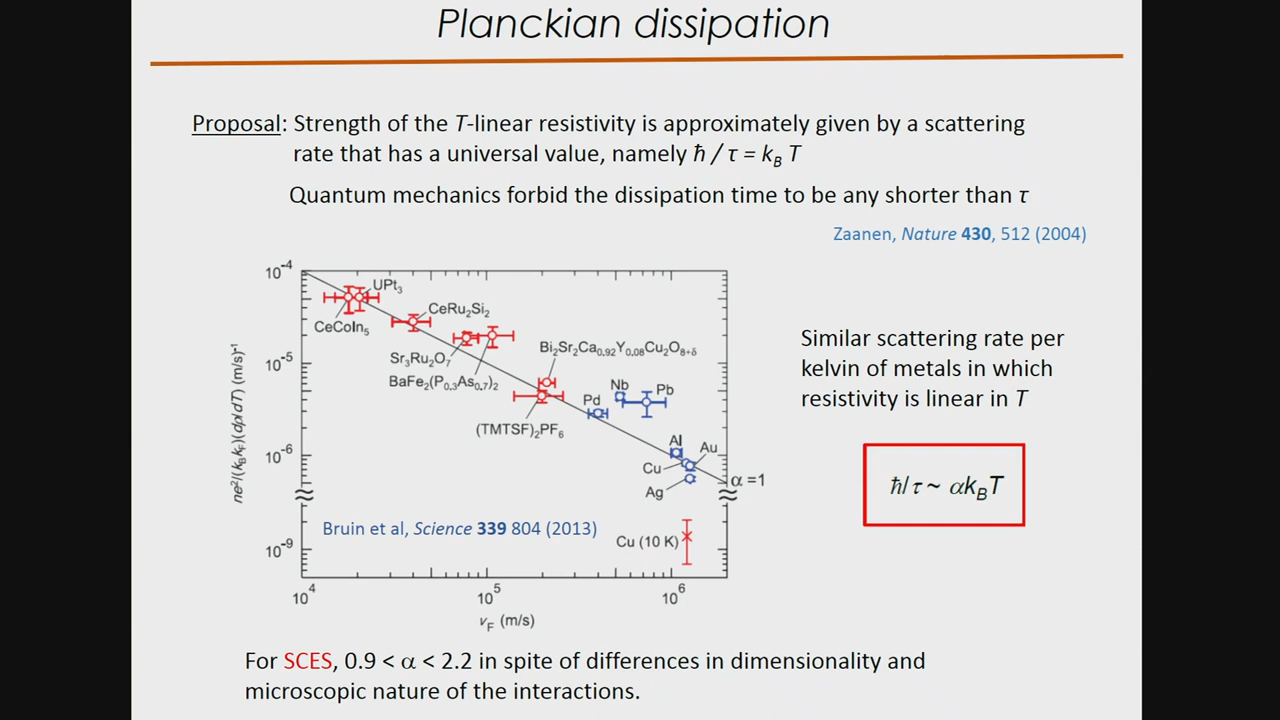 Planckian dissipation
Proposal: Strength of the T-linear resistivity is approximately given by a scattering
rate that has a universal value, namely ħ / τ = k_B T
Quantum mechanics forbid the dissipation time to be any shorter than τ
Zaanen, Nature 430, 512 (2004)
10⁻⁴
10⁻⁵
10⁻⁶
10⁻⁹
ne²/(k_Bk_F)(dρ/dT) (m/s)⁻¹
UPt₃
CeCoIn₅
CeRu₂Si₂
Sr₃Ru₂O₇
BaFe₂(P₀.₃As₀.₇)₂
Bi₂Sr₂Ca₀.₉₂Y₀.₀₈Cu₂O₈₊δ
(TMTSF)₂PF₆
Pd
Nb
Pb
Al
Au
Cu
Ag
α =1
Bruin et al, Science 339 804 (2013)
Cu (10 K)
10⁴
10⁵
10⁶
v_F (m/s)
Similar scattering rate per
kelvin of metals in which
resistivity is linear in T
ħ/τ ~ αk_BT
For SCES, 0.9 < α < 2.2 in spite of differences in dimensionality and
microscopic nature of the interactions.